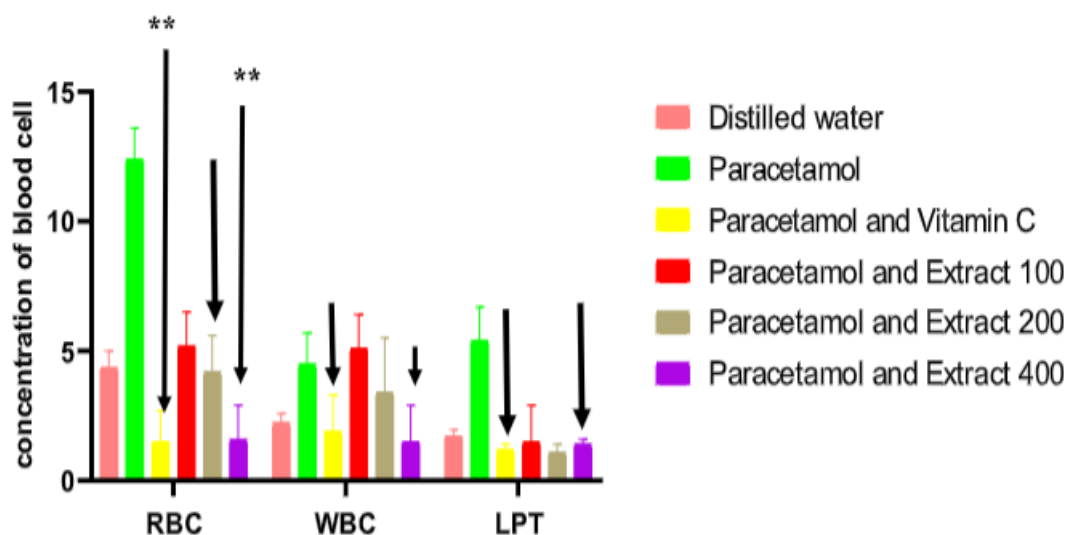 **
**
15
10
5
0
concentration of blood cell
RBC
WBC
LPT
Distilled water
Paracetamol
Paracetamol and Vitamin C
Paracetamol and Extract 100
Paracetamol and Extract 200
Paracetamol and Extract 400